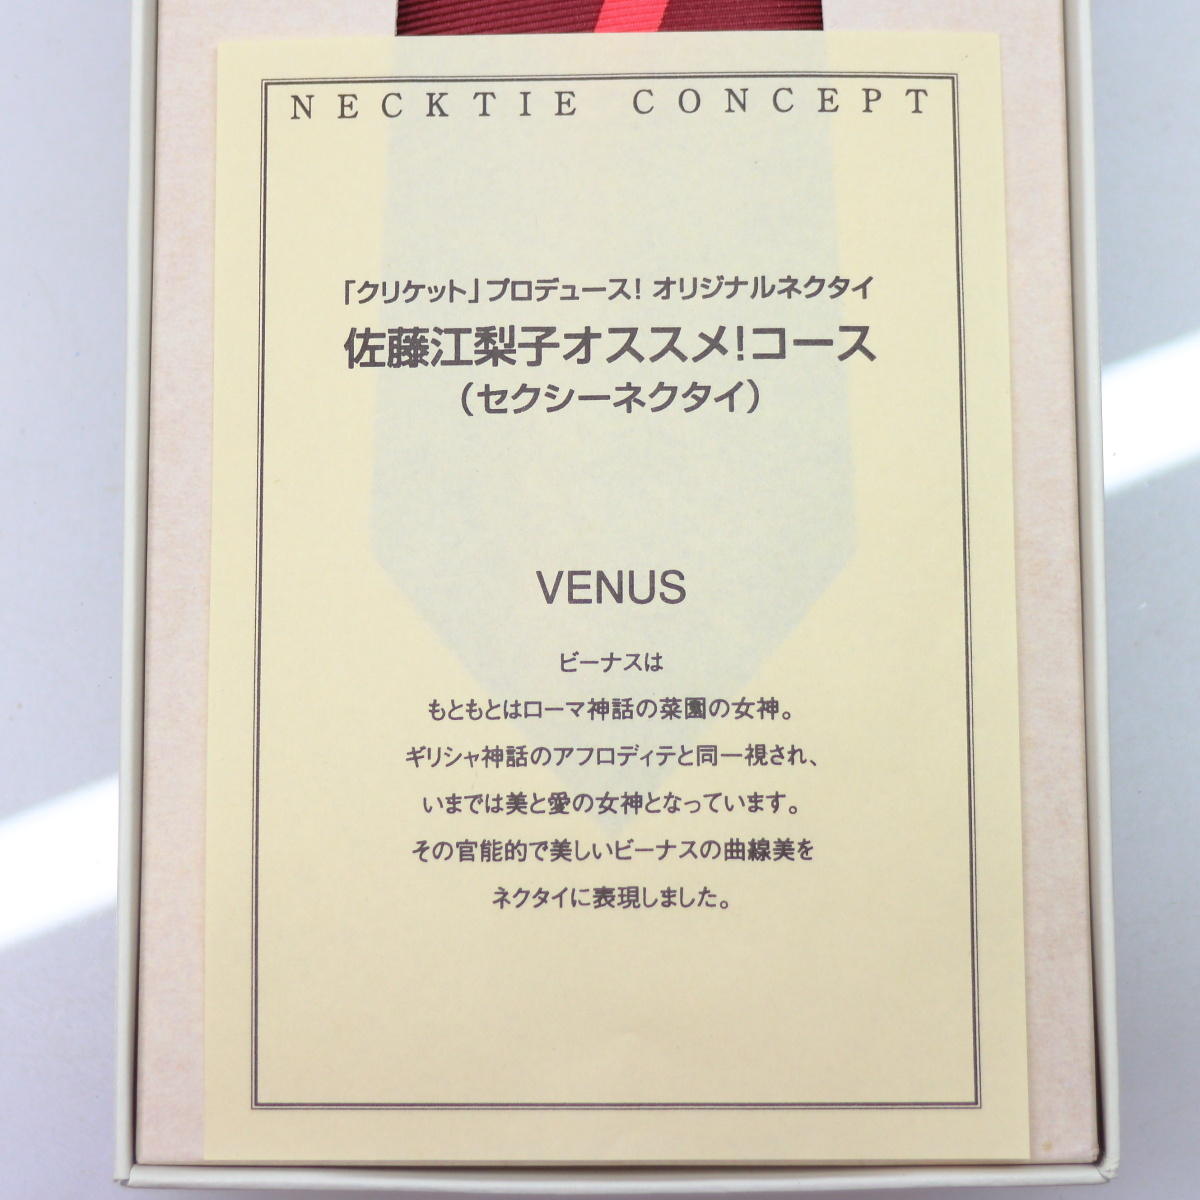 NECKTIE CONCEPT
「クリケット」プロデュース！オリジナルネクタイ
佐藤江梨子オススメ！コース
（セクシーネクタイ）
VENUS
ビーナスは
もともとはローマ神話の菜園の女神。
ギリシャ神話のアフロディテと同一視され、
いまでは美と愛の女神となっています。
その官能的で美しいビーナスの曲線美を
ネクタイに表現しました。